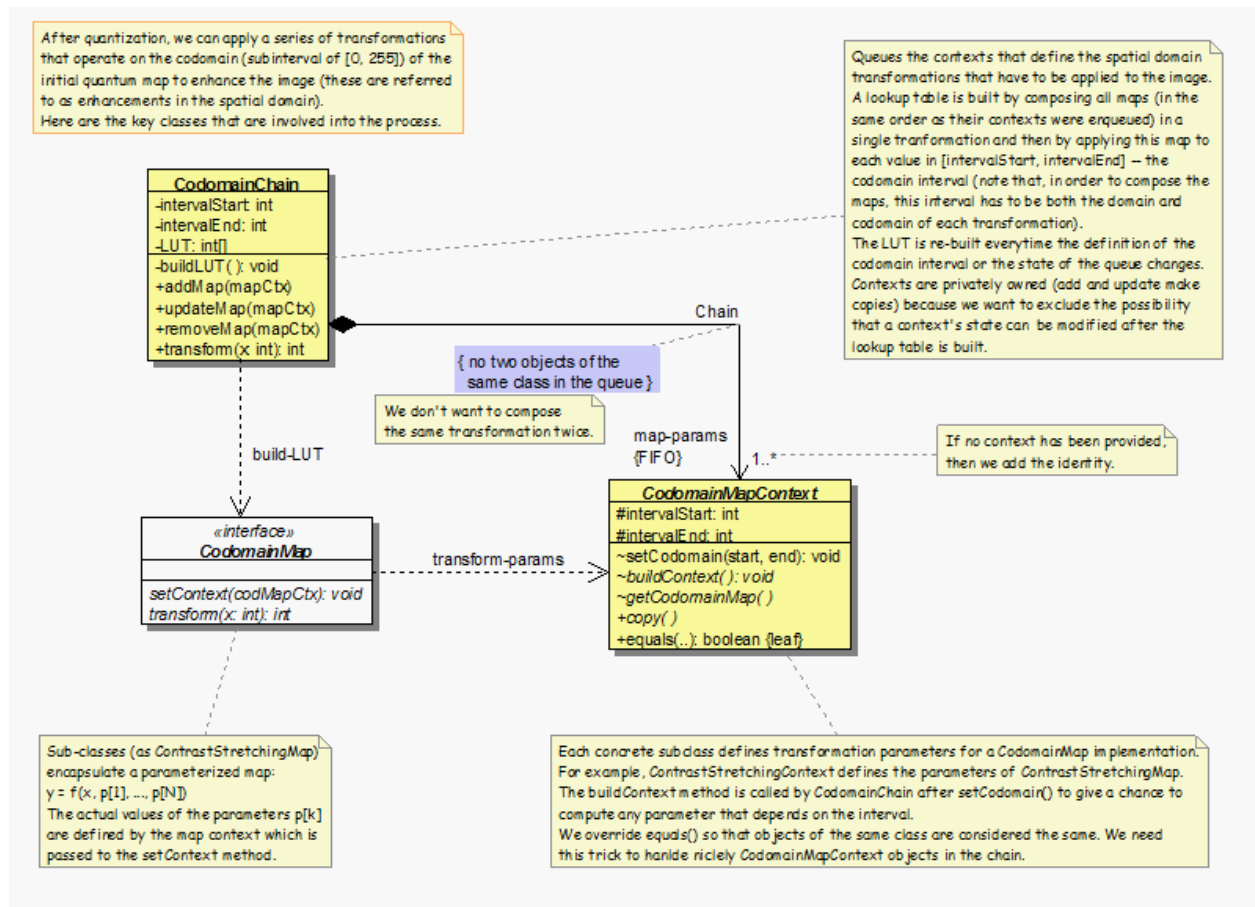 After quantization, we can apply a series of transformations
that operate on the codomain (subinterval of [0, 255]) of the
initial quantum map to enhance the image (these are referred
to as enhancements in the spatial domain).
Here are the key classes that are involved into the process.
Queues the contexts that define the spatial domain
transformations that have to be applied to the image.
A lookup table is built by composing all maps (in the
same order as their contexts were enqueued) in a
single tranformation and then by applying this map to
each value in [intervalStart, intervalEnd] -- the
codomain interval (note that, in order to compose the
maps, this interval has to be both the domain and
codomain of each transformation).
The LUT is re-built everytime the definition of the
codomain interval or the state of the queue changes.
Contexts are privately owned (add and update make
copies) because we want to exclude the possibility
that a context's state can be modified after the
lookup table is built.
CodomainChain
-intervalStart: int
-intervalEnd: int
-LUT: int[]
-buildLUT( ): void
+addMap(mapCtx)
+updateMap(mapCtx)
+removeMap(mapCtx)
+transform(x: int): int
Chain
{ no two objects of the
same class in the queue }
We don't want to compose
the same transformation twice.
map-params
{FIFO}
1..*
If no context has been provided,
then we add the identity.
build-LUT
«interface»
CodomainMap
setContext(codMapCtx): void
transform(x: int): int
transform-params
CodomainMapContext
#intervalStart: int
#intervalEnd: int
~setCodomain(start, end): void
~buildContext( ): void
~getCodomainMap( )
+copy( )
+equals(..): boolean {leaf}
Sub-classes (as ContrastStretchingMap)
encapsulate a parameterized map:
y = f(x, p[1], ..., p[N])
The actual values of the parameters p[k]
are defined by the map context which is
passed to the setContext method.
Each concrete subclass defines transformation parameters for a CodomainMap implementation.
For example, ContrastStretchingContext defines the parameters of ContrastStretchingMap.
The buildContext method is called by CodomainChain after setCodomain() to give a chance to
compute any parameter that depends on the interval.
We override equals() so that objects of the same class are considered the same. We need
this trick to hanlde niclely CodomainMapContext objects in the chain.